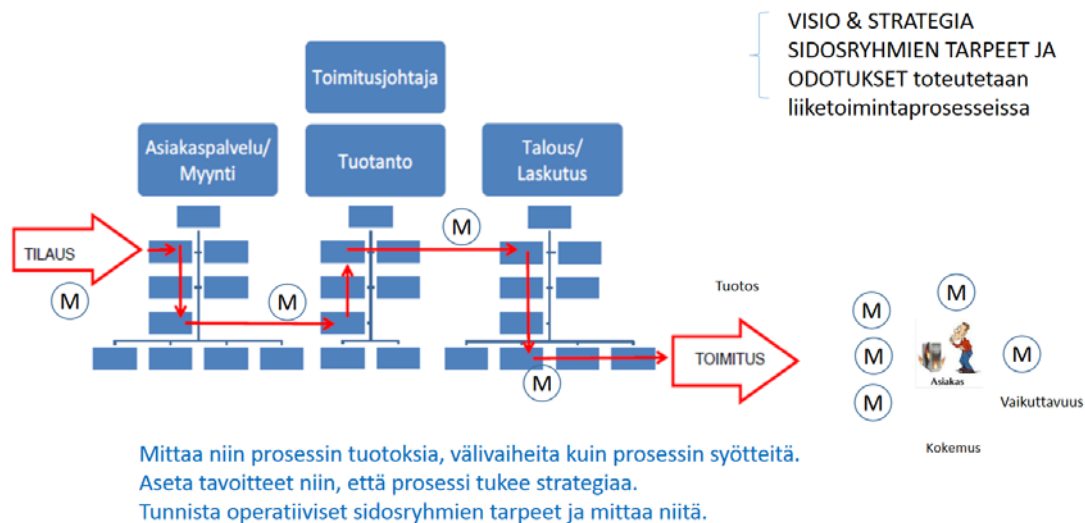 VISIO & STRATEGIA
SIDOSRYHMIEN TARPEET JA
ODOTUKSET toteutetaan
liiketoimintaprosesseissa
Toimitusjohtaja
Asiakaspalvelu/
Myynti
Tuotanto
Talous/
Laskutus
TILAUS
M
M
M
M
Tuotos
TOIMITUS
M
M
M
M
M
Asiakas
Vaikuttavuus
Kokemus
Mittaa niin prosessin tuotoksia, välivaiheita kuin prosessin syötteitä.
Aseta tavoitteet niin, että prosessi tukee strategiaa.
Tunnista operatiiviset sidosryhmien tarpeet ja mittaa niitä.